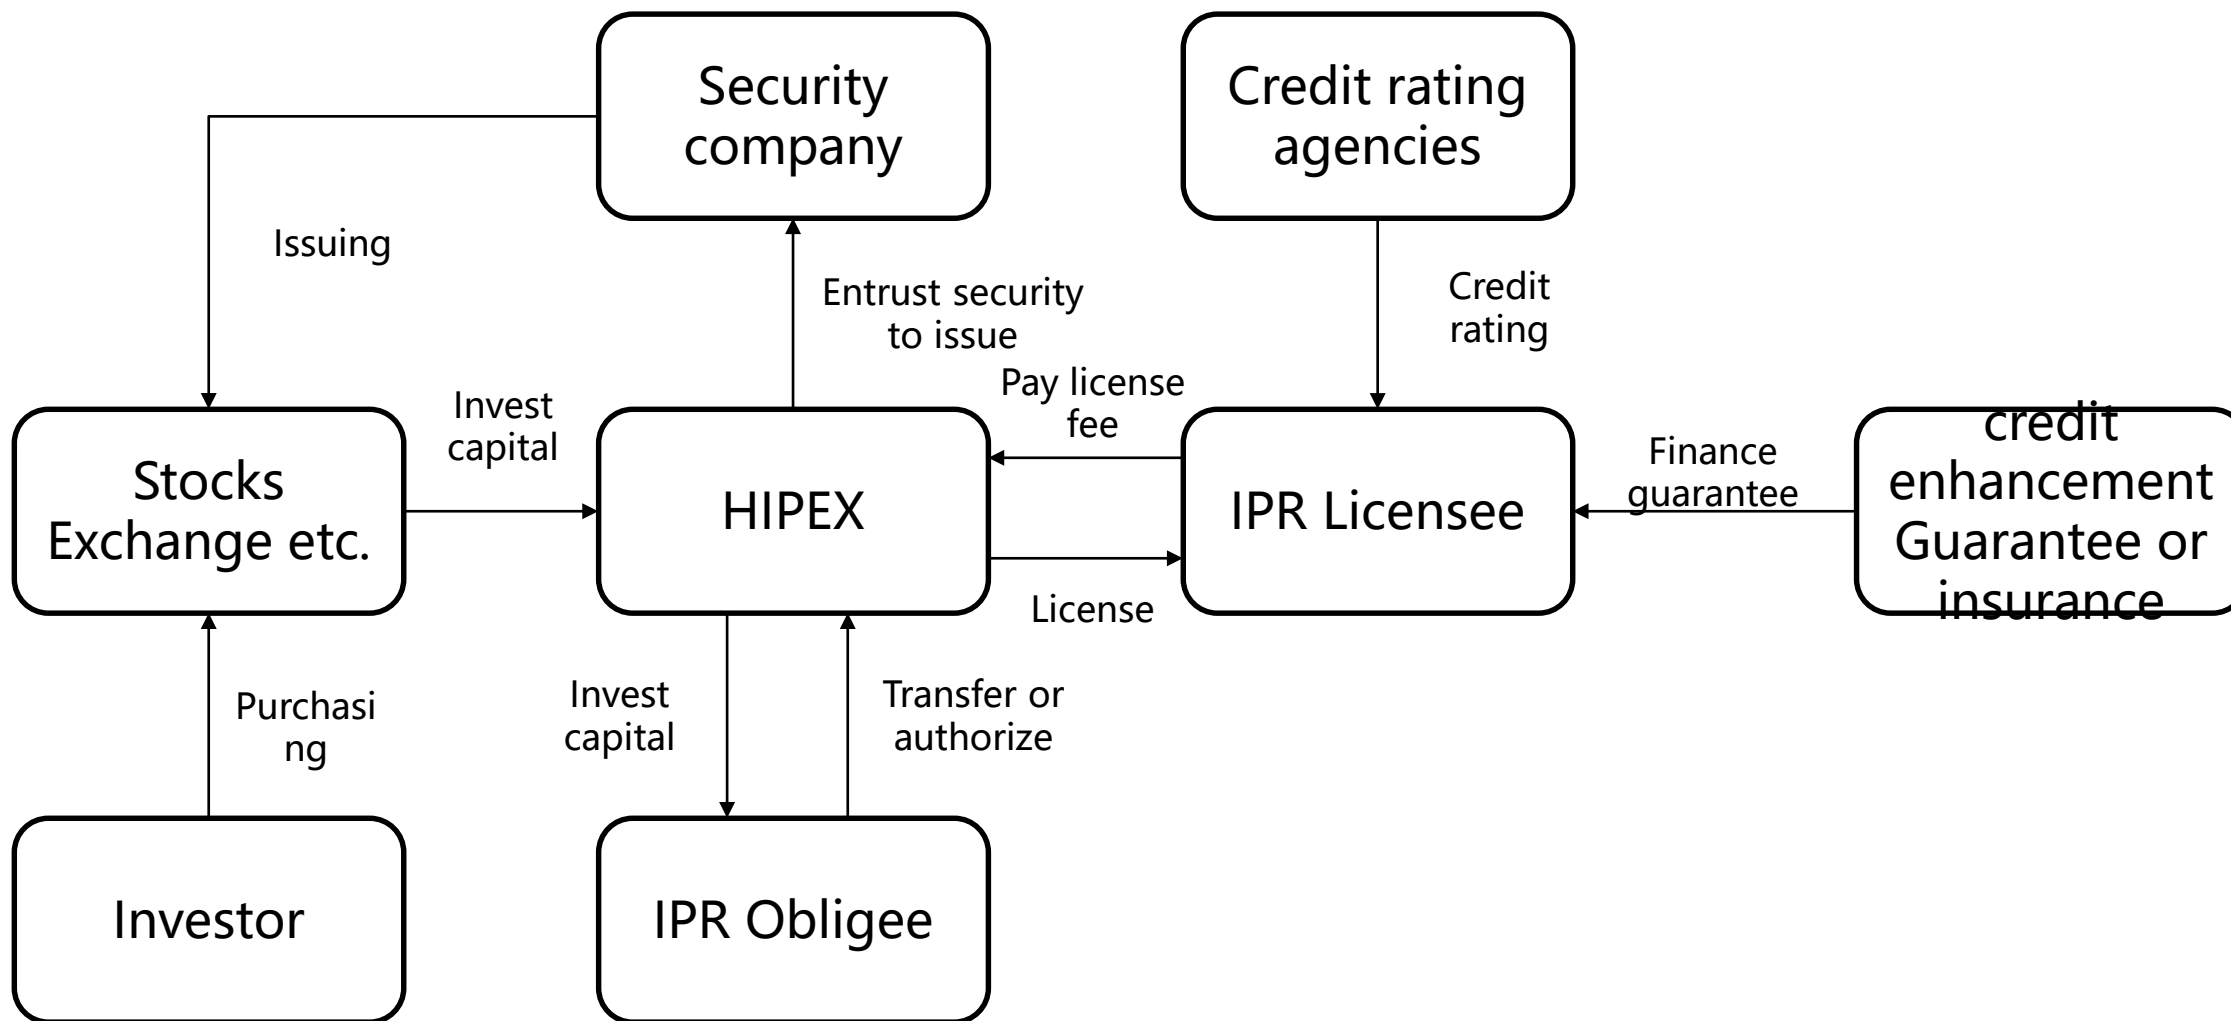 Security
company
Credit rating
agencies
Issuing
Entrust security
to issue
Credit
rating
Pay license
fee
Invest
capital
Stocks
Exchange etc.
HIPEX
IPR Licensee
Finance
guarantee
credit
enhancement
Guarantee or
insurance
License
Purchasi
ng
Invest
capital
Transfer or
authorize
Investor
IPR Obligee